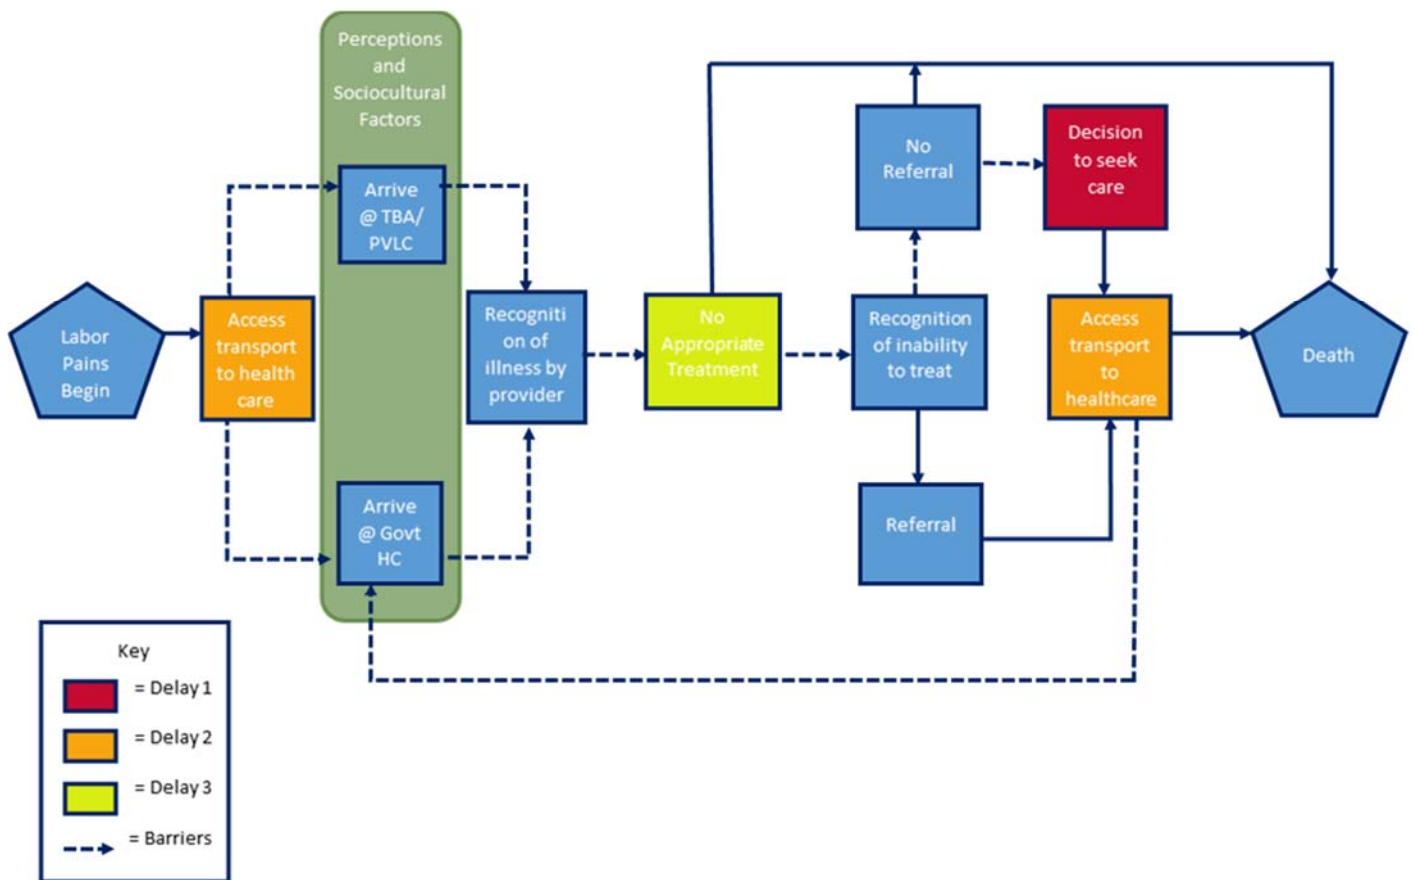 Perceptions
and
Sociocultural
Factors
Arrive
@ TBA/
PVLC
Labor
Pains
Begin
Access
transport
to health
care
Recogniti
on of
illness by
provider
No
Appropriate
Treatment
No
Referral
Decision
to seek
care
Recognition
of inability
to treat
Access
transport
to
healthcare
Death
Arrive
@ Govt
HC
Referral
Key
= Delay 1
= Delay 2
= Delay 3
= Barriers